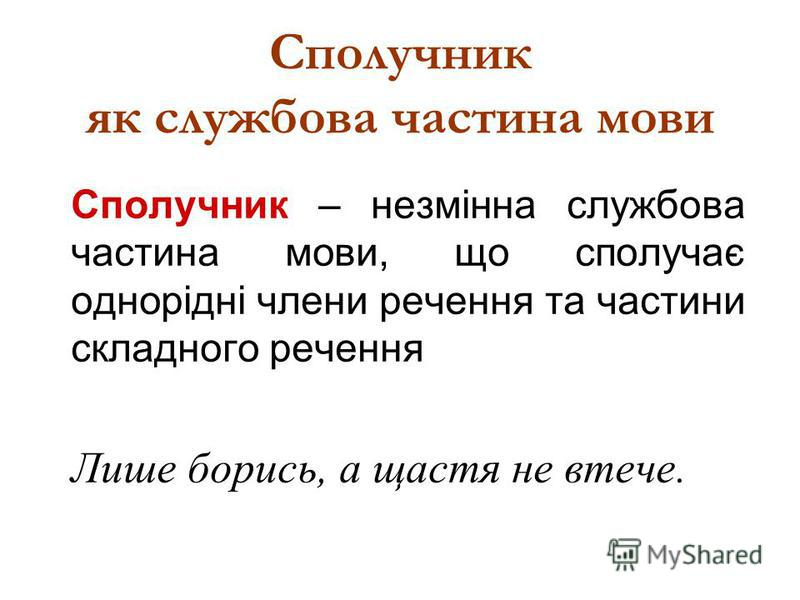 Сполучник
як службова частина мови
Сполучник – незмінна службова
частина мови, що сполучає
однорідні члени речення та частини
складного речення
Лише борись, а щастя не втече.
MyShared